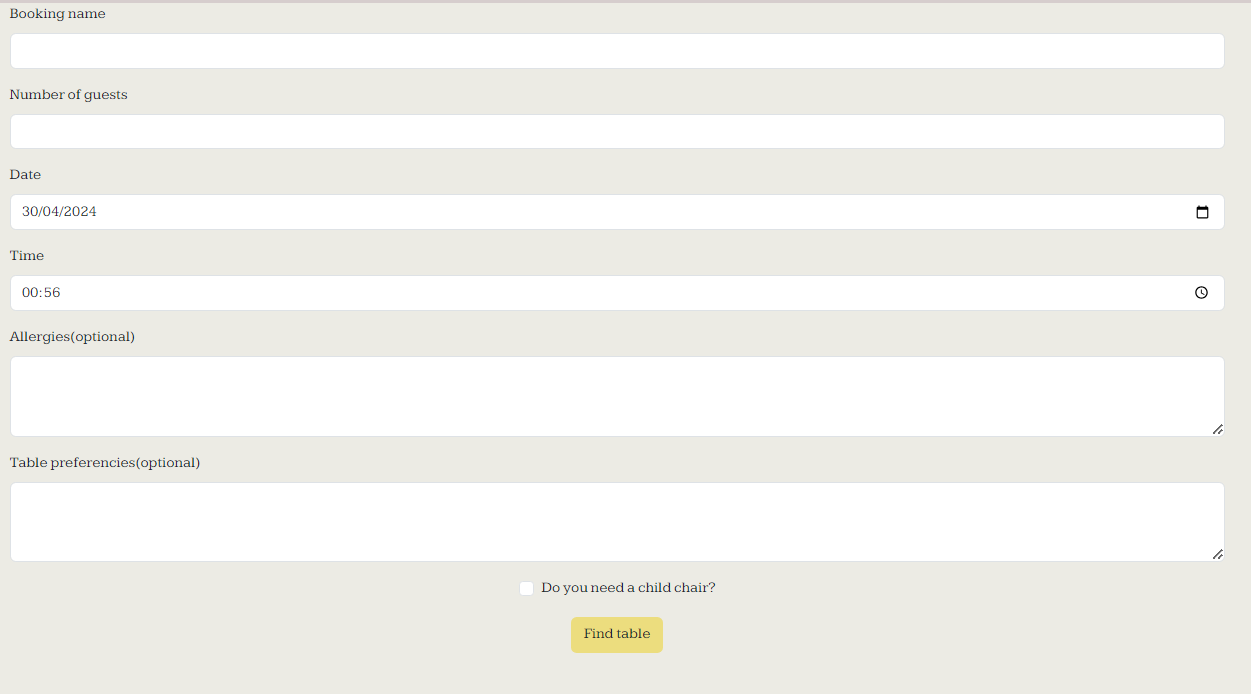 Booking name
Number of guests
Date
30/04/2024
Time
00:56
Allergies(optional)
Table preferencies(optional)
Do you need a child chair?
Find table